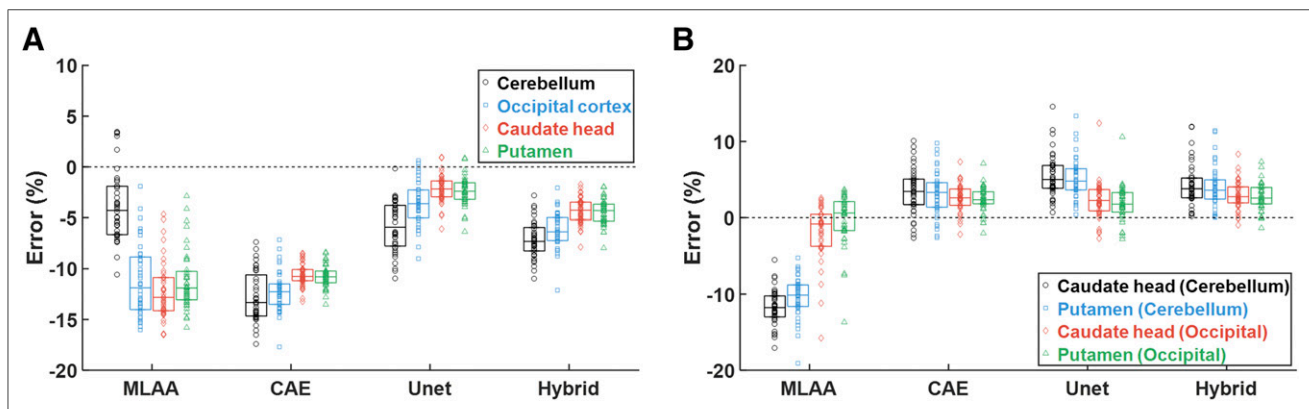 A
Error (%)
10
5
0
-5
-10
-15
-20
Cerebellum
Occipital cortex
Caudate head
Putamen
MLAA CAE Unet Hybrid
B
Error (%)
20
10
0
-10
-20
Caudate head (Cerebellum)
Putamen (Cerebellum)
Caudate head (Occipital)
Putamen (Occipital)
MLAA CAE Unet Hybrid